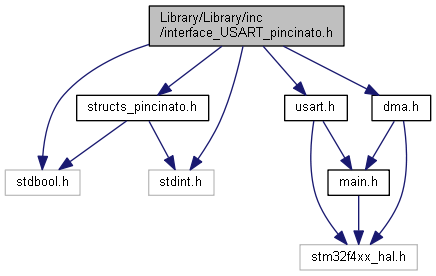 Library/Library/inc
/interface_USART_pincinato.h
structs_pincinato.h
usart.h
dma.h
stdbool.h
stdint.h
main.h
stm32f4xx_hal.h